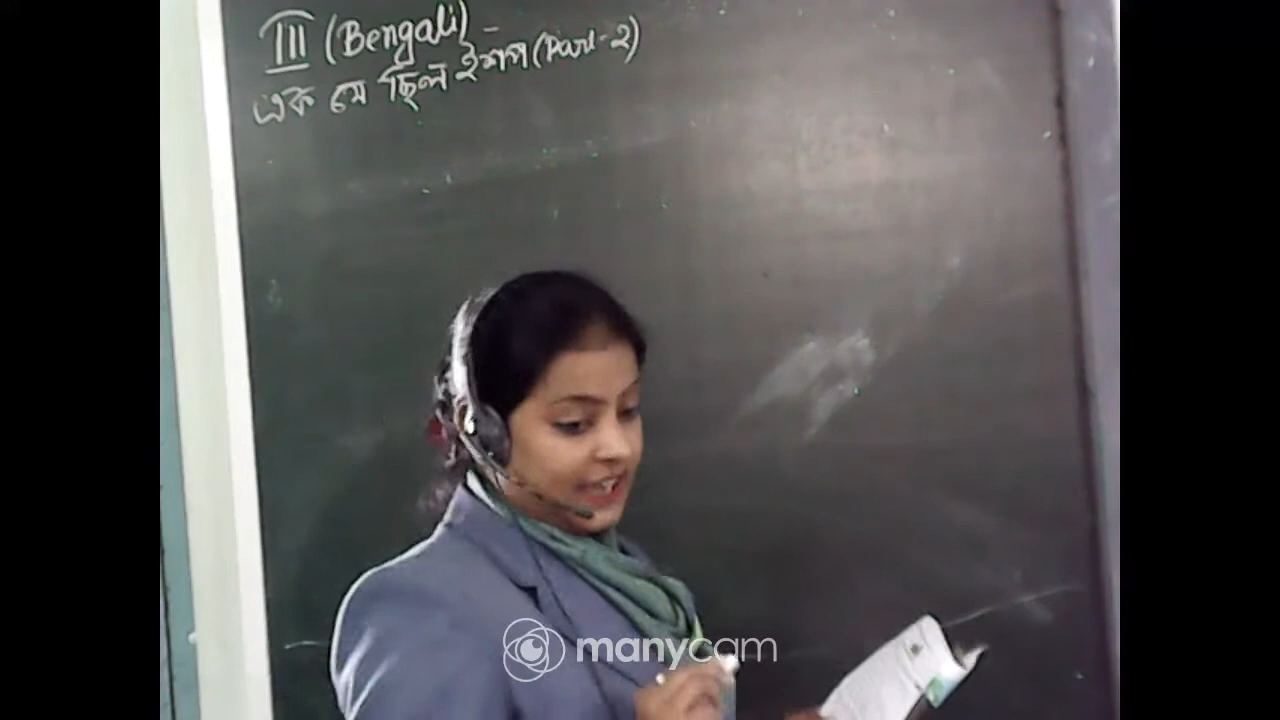 III (Bengali) -
এক যে ছিল ইশপ (Part-2)
manycam